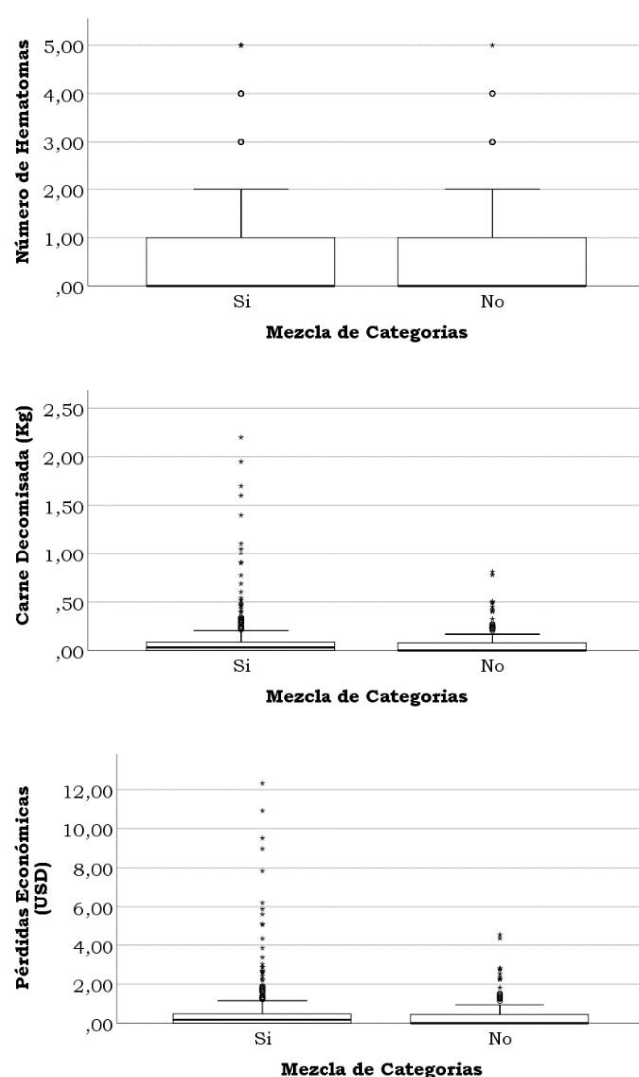 Número de Hematomas
5,00
4,00
3,00
2,00
1,00
,00
Si
No
Mezcla de Categorias
Carne Decomisada (Kg)
2,50
2,00
1,50
1,00
,50
,00
Si
No
Mezcla de Categorias
Pérdidas Económicas
(USD)
12,00
10,00
8,00
6,00
4,00
2,00
,00
Si
No
Mezcla de Categorias